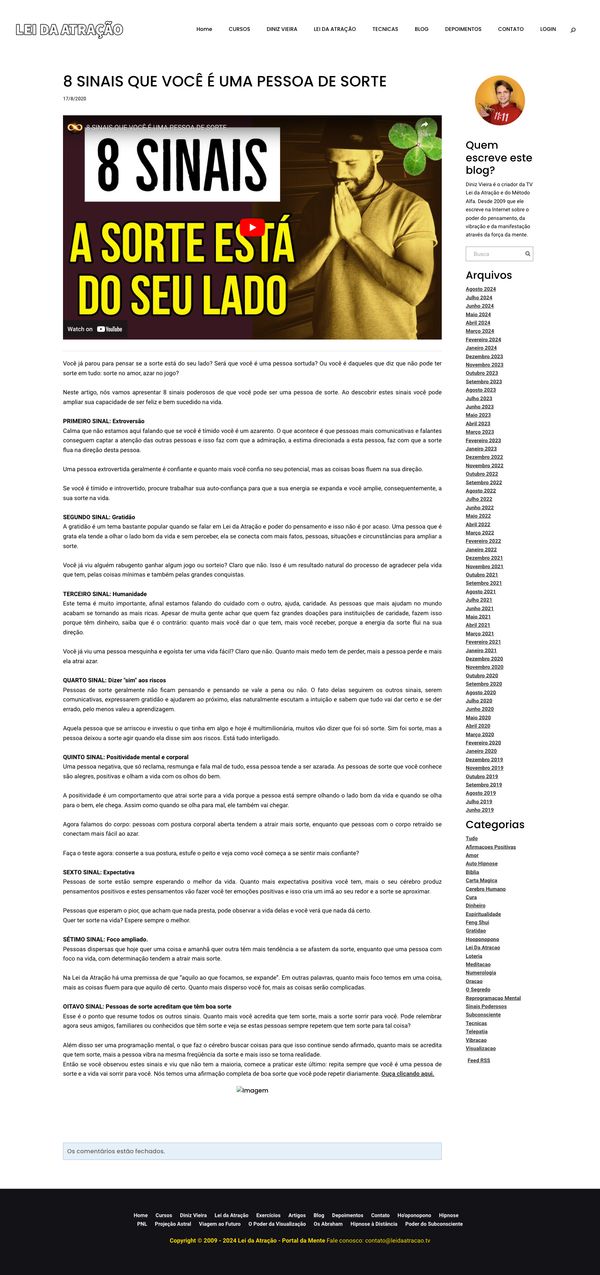 LEI DA ATRAÇÃO
Home CURSOS DINIZ VIEIRA LEI DA ATRAÇÃO TECNICAS BLOG DEPOIMENTOS CONTATO LOGIN
8 SINAIS QUE VOCÊ É UMA PESSOA DE SORTE
17/8/2020
8 SINAIS QUE VOCÊ É UMA PESSOA DE SORTE
Share
8 SINAIS
A SORTE ESTÁ
DO SEU LADO
Watch on YouTube
Você já parou para pensar se a sorte está do seu lado? Será que você é uma pessoa sortuda? Ou você é daqueles que diz que não pode ter
sorte em tudo: sorte no amor, azar no jogo?
Neste artigo, nós vamos apresentar 8 sinais poderosos de que você pode ser uma pessoa de sorte. Ao descobrir estes sinais você pode
ampliar sua capacidade de ser feliz e bem sucedido na vida.
PRIMEIRO SINAL: Extroversão
Calma que não estamos aqui falando que se você é tímido você é um azarento. O que acontece é que pessoas mais comunicativas e falantes
conseguem captar a atenção das outras pessoas e isso faz com que a admiração, a estima direcionada a esta pessoa, faz com que a sorte
flua na direção desta pessoa.
Uma pessoa extrovertida geralmente é confiante e quanto mais você confia no seu potencial, mas as coisas boas fluem na sua direção.
Se você é tímido e introvertido, procure trabalhar sua auto-confiança para que a sua energia se expanda e você amplie, consequentemente, a
sua sorte na vida.
SEGUNDO SINAL: Gratidão
A gratidão é um tema bastante popular quando se falar em Lei da Atração e poder do pensamento e isso não é por acaso. Uma pessoa que é
grata ela tende a olhar o lado bom da vida e sem perceber, ela se conecta com mais fatos, pessoas, situações e circunstâncias para ampliar a
sorte.
Você já viu alguém rabugento ganhar algum jogo ou sorteio? Claro que não. Isso é um resultado natural do processo de agradecer pela vida
que tem, pelas coisas mínimas e também pelas grandes conquistas.
TERCEIRO SINAL: Humanidade
Este tema é muito importante, afinal estamos falando do cuidado com o outro, ajuda, caridade. As pessoas que mais ajudam no mundo
acabam se tornando as mais ricas. Apesar de muita gente achar que quem faz grandes doações para instituições de caridade, fazem isso
porque têm dinheiro, saiba que é o contrário: quanto mais você dar o que tem, mais você receber, porque a energia da sorte flui na sua
direção.
Você já viu uma pessoa mesquinha e egoísta ter uma vida fácil? Claro que não. Quanto mais medo tem de perder, mais a pessoa perde e mais
ela atrai azar.
QUARTO SINAL: Dizer "sim" aos riscos
Pessoas de sorte geralmente não ficam pensando e pensando se vale a pena ou não. O fato delas seguirem os outros sinais, serem
comunicativas, expressarem gratidão e ajudarem ao próximo, elas naturalmente escutam a intuição e sabem que tudo vai dar certo e se der
errado, pelo menos valeu a aprendizagem.
Aquela pessoa que se arriscou e investiu o que tinha em algo e hoje é multimilionária, muitos vão dizer que foi só sorte. Sim foi sorte, mas a
pessoa deixou a sorte agir quando ela disse sim aos riscos. Está tudo interligado.
QUINTO SINAL: Positividade mental e corporal
Uma pessoa negativa, que só reclama, resmunga e fala mal de tudo, essa pessoa tende a ser azarada. As pessoas de sorte que você conhece
são alegres, positivas e olham a vida com os olhos do bem.
A positividade é um comportamento que atrai sorte para a vida porque a pessoa está sempre olhando o lado bom da vida e quando se olha
para o bem, ele chega. Assim como quando se olha para mal, ele também vai chegar.
Agora falamos do corpo: pessoas com postura corporal aberta tendem a atrair mais sorte, enquanto que pessoas com o corpo retraído se
conectam mais fácil ao azar.
Faça o teste agora: conserte a sua postura, estufe o peito e veja como você começa a se sentir mais confiante?
SEXTO SINAL: Expectativa
Pessoas de sorte estão sempre esperando o melhor da vida. Quanto mais expectativa positiva você tem, mais o seu cérebro produz
pensamentos positivos e estes pensamentos vão fazer você ter emoções positivas e isso cria um imã ao seu redor e a sorte se aproximar.
Pessoas que esperam o pior, que acham que nada presta, pode observar a vida delas e você verá que nada dá certo.
Quer ter sorte na vida? Espere sempre o melhor.
SÉTIMO SINAL: Foco ampliado.
Pessoas dispersas que hoje quer uma coisa e amanhã quer outra têm mais tendência a se afastem da sorte, enquanto que uma pessoa com
foco na vida, com determinação tendem a atrair mais sorte.
Na Lei da Atração há uma premissa de que "aquilo ao que focamos, se expande". Em outras palavras, quanto mais foco temos em uma coisa,
mais as coisas fluem para que aquilo dê certo. Quanto mais disperso você for, mais as coisas serão complicadas.
OITAVO SINAL: Pessoas de sorte acreditam que têm boa sorte
Esse é o ponto que resume todos os outros sinais. Quanto mais você acredita que tem sorte, mais a sorte sorrir para você. Pode relembrar
agora seus amigos, familiares ou conhecidos que têm sorte e veja se estas pessoas sempre repetem que tem sorte para tal coisa?
Além disso ser uma programação mental, o que faz o cérebro buscar coisas para que isso continue sendo afirmado, quanto mais se acredita
que tem sorte, mais a pessoa vibra na mesma freqüência da sorte e mais isso se torna realidade.
Então se você observou estes sinais e viu que não tem a maioria, comece a praticar este último: repita sempre que você é uma pessoa de
sorte e a vida vai sorrir para você. Nós temos uma afirmação completa de boa sorte que você pode repetir diariamente. Ouça clicando aqui.
Imagem
Os comentários estão fechados.
11:11
Quem
escreve este
blog?
Diniz Vieira é o criador da TV
Lei da Atração e do Método
Alfa. Desde 2009 que ele
escreve na Internet sobre o
poder do pensamento, da
vibração e da manifestação
através da força da mente.
Busca
Arquivos
Agosto 2024
Julho 2024
Junho 2024
Maio 2024
Abril 2024
Março 2024
Fevereiro 2024
Janeiro 2024
Dezembro 2023
Novembro 2023
Outubro 2023
Setembro 2023
Agosto 2023
Julho 2023
Junho 2023
Maio 2023
Abril 2023
Março 2023
Fevereiro 2023
Janeiro 2023
Dezembro 2022
Novembro 2022
Outubro 2022
Setembro 2022
Agosto 2022
Julho 2022
Junho 2022
Maio 2022
Abril 2022
Março 2022
Fevereiro 2022
Janeiro 2022
Dezembro 2021
Novembro 2021
Outubro 2021
Setembro 2021
Agosto 2021
Julho 2021
Junho 2021
Maio 2021
Abril 2021
Março 2021
Fevereiro 2021
Janeiro 2021
Dezembro 2020
Novembro 2020
Outubro 2020
Setembro 2020
Agosto 2020
Julho 2020
Junho 2020
Maio 2020
Abril 2020
Março 2020
Fevereiro 2020
Janeiro 2020
Dezembro 2019
Novembro 2019
Outubro 2019
Setembro 2019
Agosto 2019
Julho 2019
Junho 2019
Categorias
Tudo
Afirmacoes Positivas
Amor
Auto Hipnose
Biblia
Carta Magica
Cerebro Humano
Cura
Dinheiro
Espiritualidade
Feng Shui
Gratidao
Hooponopono
Lei Da Atracao
Loteria
Meditacao
Numerologia
Oracao
O Segredo
Reprogramacao Mental
Sinais Poderosos
Subconsciente
Tecnicas
Telepatia
Vibracao
Visualizacao
Feed RSS
Home Cursos Diniz Vieira Lei da Atração Exercícios Artigos Blog Depoimentos Contato Ho'oponopono Hipnose
PNL Projeção Astral Viagem ao Futuro O Poder da Visualização Os Abraham Hipnose à Distância Poder do Subconsciente
Copyright © 2009 - 2024 Lei da Atração - Portal da Mente Fale conosco: contato@leidaatracao.tv